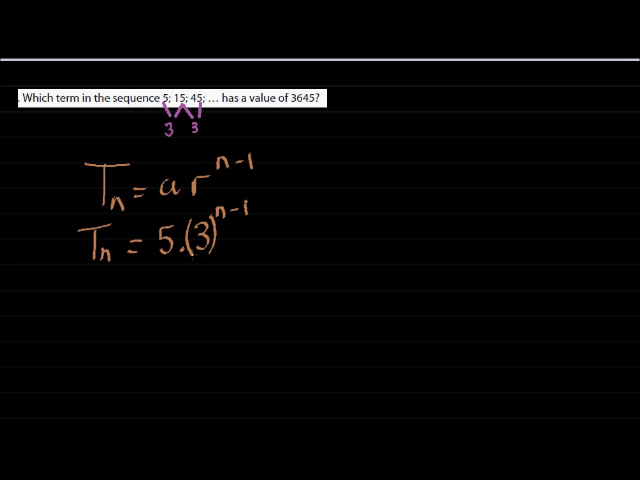 . Which term in the sequence 5; 15; 45; … has a value of 3645?
3 3
Tₙ = a r^(n-1)
Tₙ = 5.(3)^(n-1)